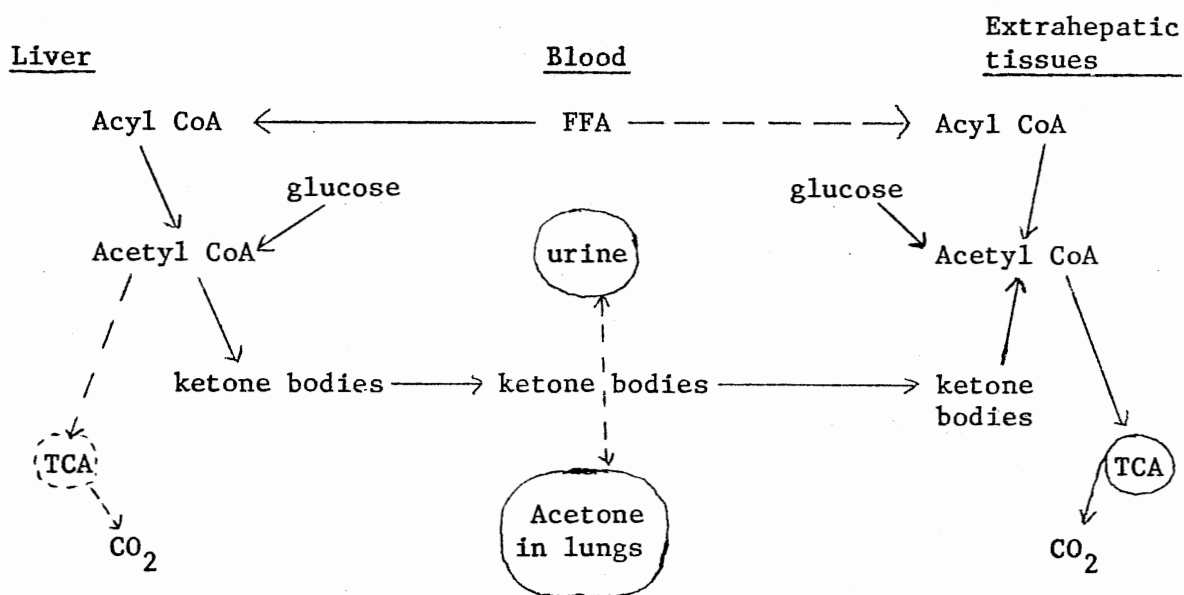 Extrahepatic
Liver Blood tissues
Acyl CoA FFA Acyl CoA
glucose glucose
Acetyl CoA urine Acetyl CoA
ketone bodies ketone bodies ketone
bodies
TCA TCA
Acetone
in lungs
CO2 CO2